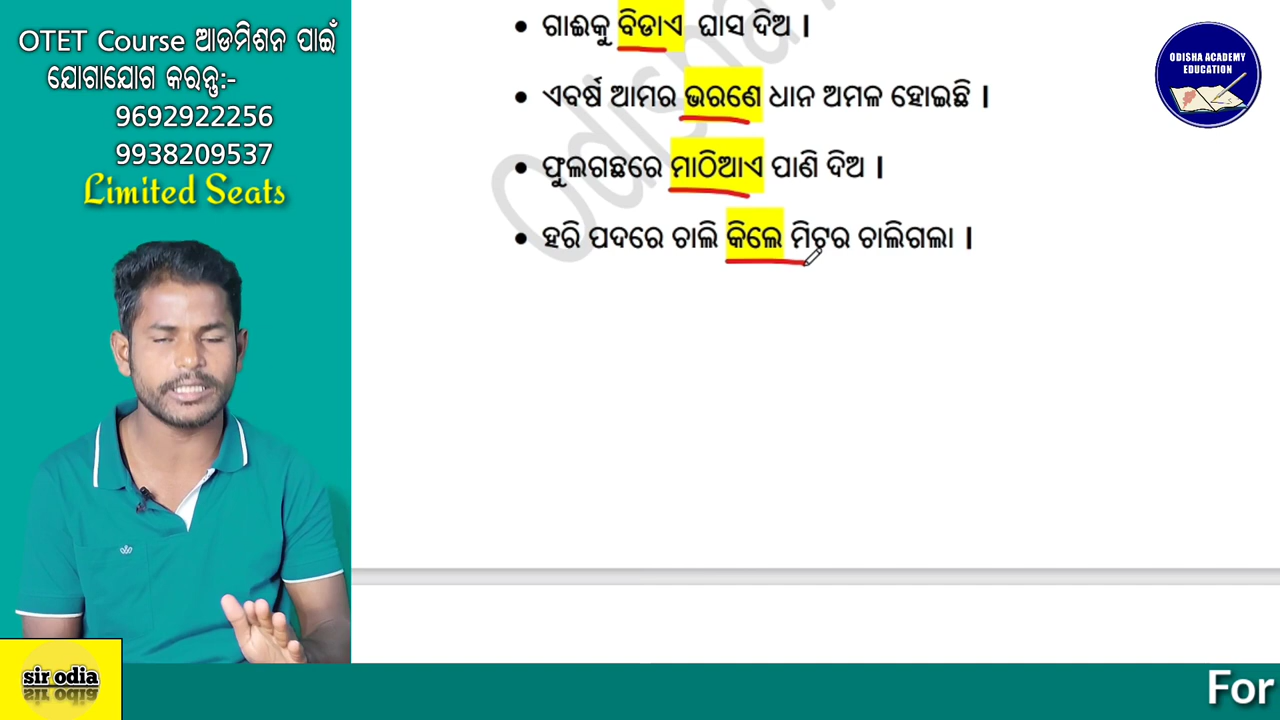 OTET Course ଆଡମିଶନ ପାଇଁ
ଯୋଗାଯୋଗ କରନ୍ତୁ:-
9692922256
9938209537
Limited Seats
• ଗାଈକୁ ବିଡାଏ ଘାସ ଦିଅ ।
• ଏବର୍ଷ ଆମର ଭରଣେ ଧାନ ଅମଳ ହୋଇଛି ।
• ଫୁଲଗଛରେ ମାଠିଆଏ ପାଣି ଦିଅ ।
• ହରି ପଦରେ ଚାଲି କିଲେ ମିଟର ଚାଲିଗଲା ।
ODISHA ACADEMY
EDUCATION
sir odia
For